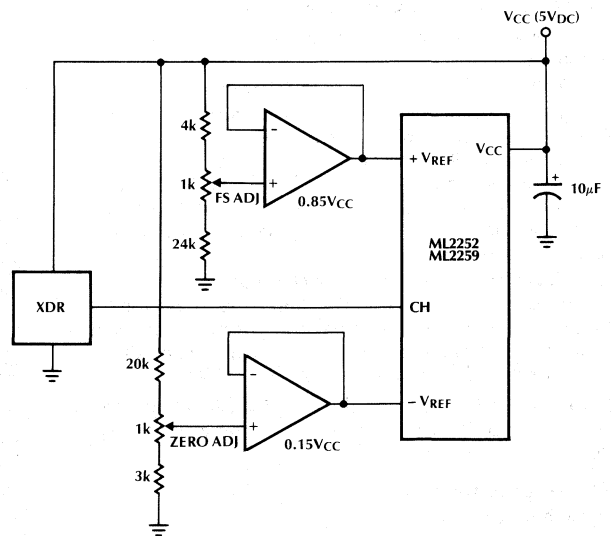 VCC (5VDC)
4k
−
+ VREF
VCC
+
10µF
1k
+
FS ADJ
0.85VCC
24k
ML2252
ML2259
XDR
CH
20k
−
− VREF
1k
+
ZERO ADJ
0.15VCC
3k